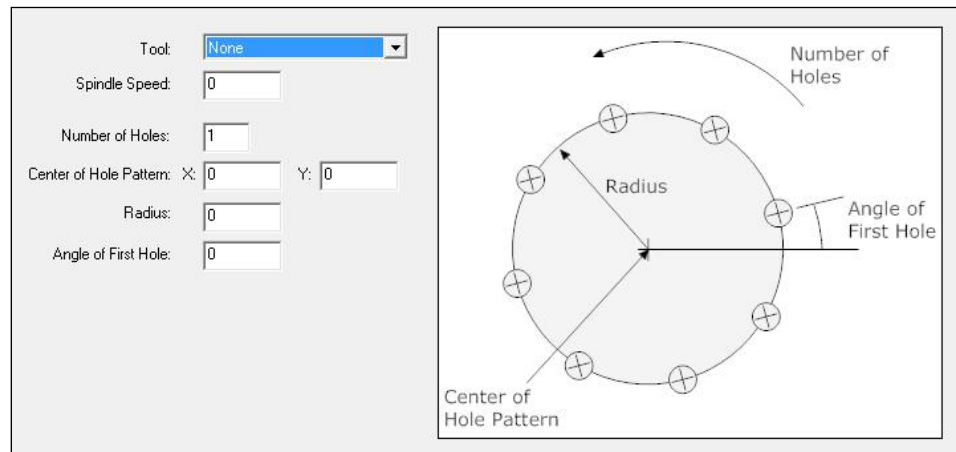 Tool: None
Spindle Speed: 0
Number of Holes: 1
Center of Hole Pattern: X: 0 Y: 0
Radius: 0
Angle of First Hole: 0
Number of
Holes
Radius
Angle of
First Hole
Center of
Hole Pattern